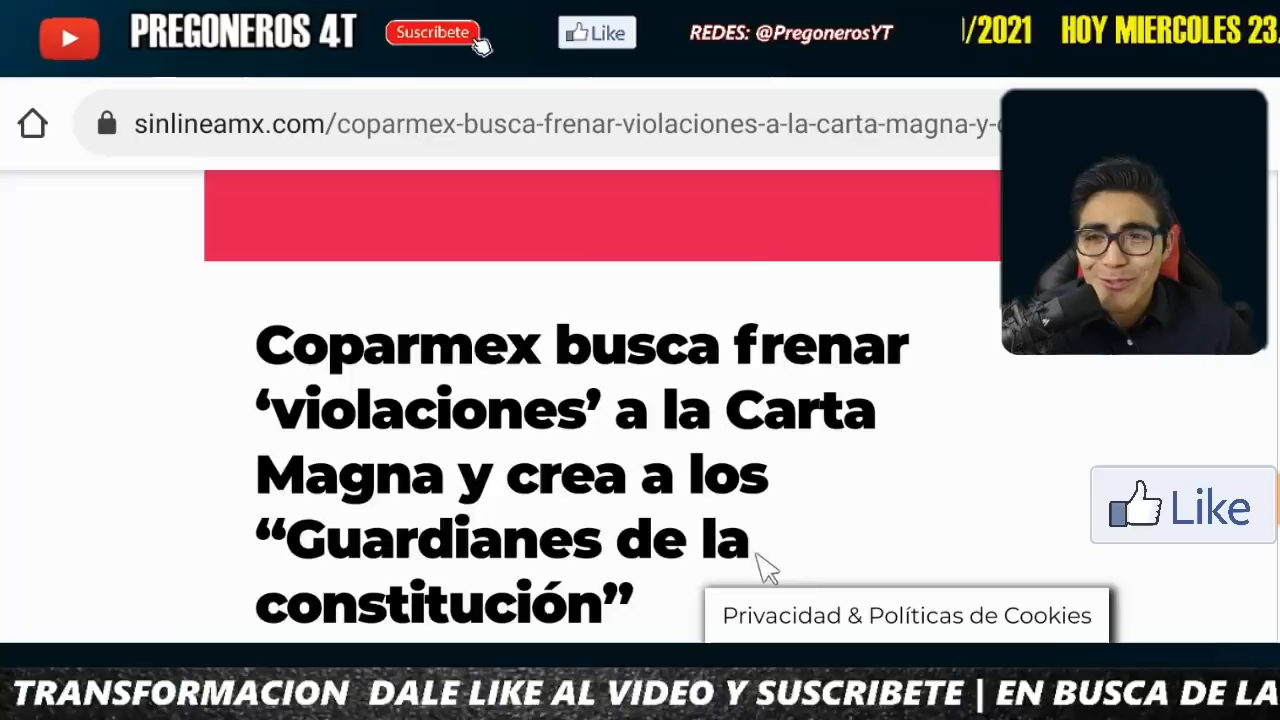 PREGONEROS 4T
Suscribete
Like
REDES: @PregonerosYT
/2021 HOY MIERCOLES 23
sinlineamx.com/coparmex-busca-frenar-violaciones-a-la-carta-magna-y-
Coparmex busca frenar
‘violaciones’ a la Carta
Magna y crea a los
“Guardianes de la
constitución”
Like
Privacidad & Políticas de Cookies
TRANSFORMACION DALE LIKE AL VIDEO Y SUSCRIBETE | EN BUSCA DE LA